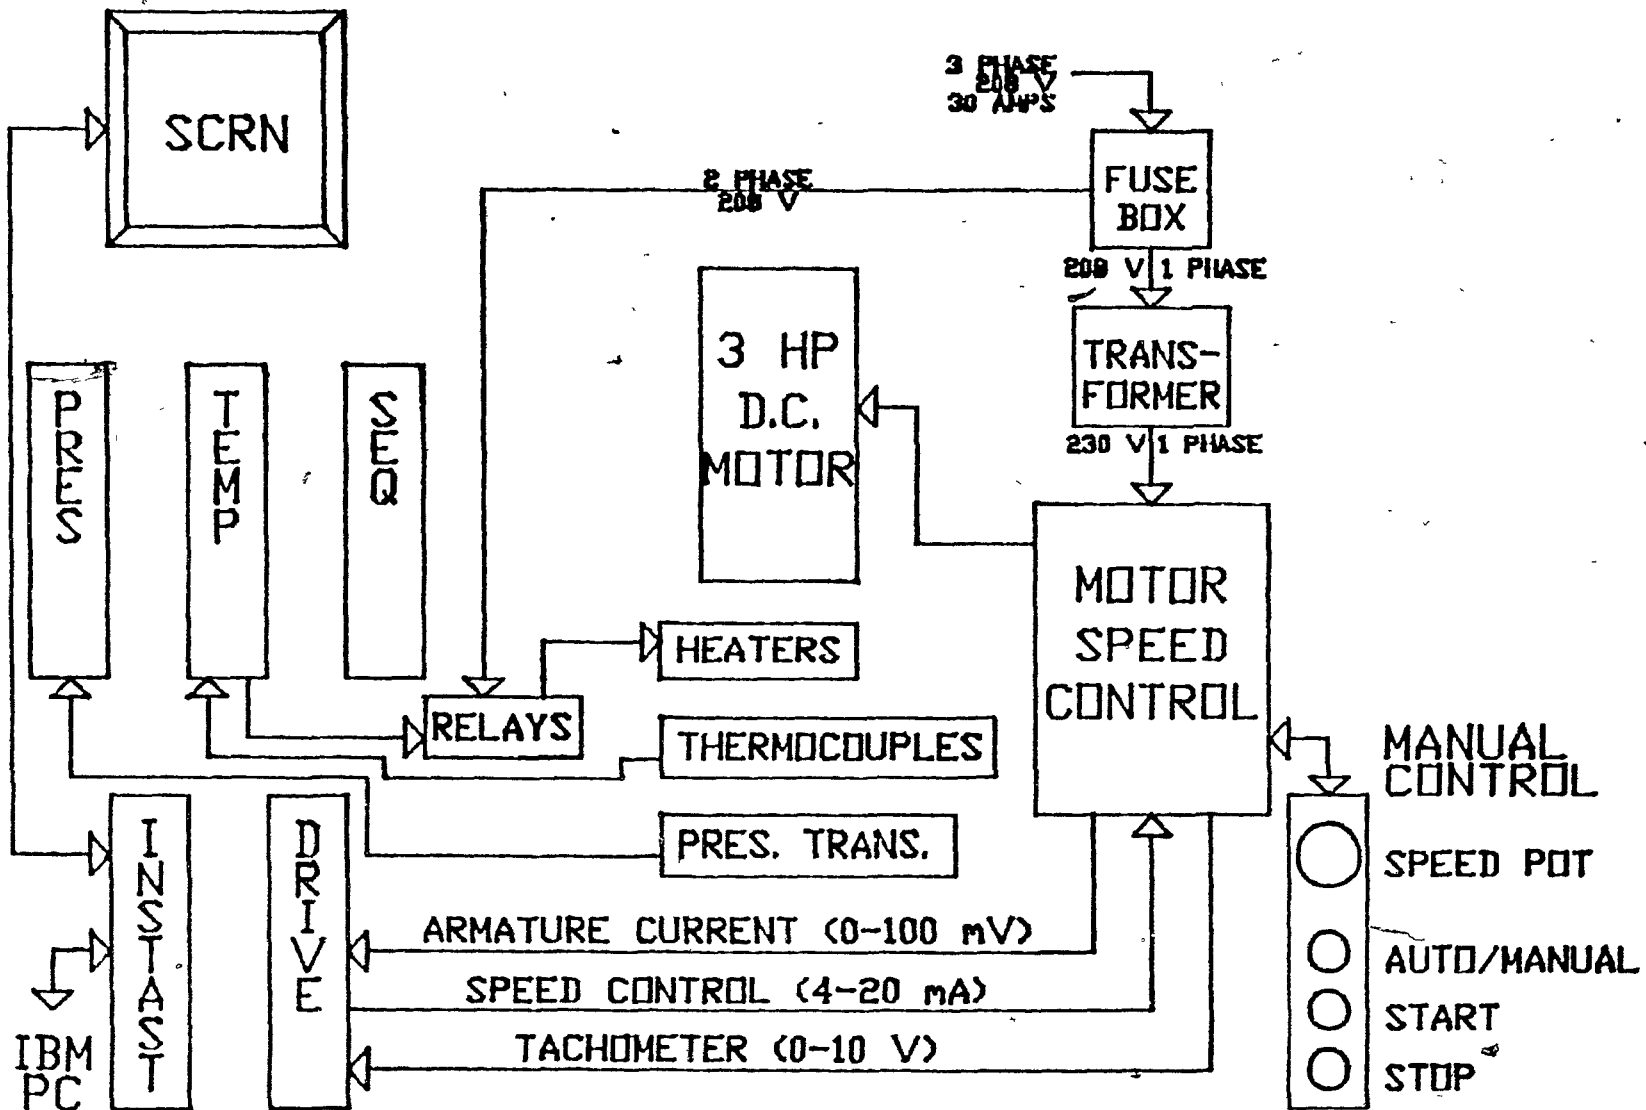 SCRN
3 PHASE
208 V
30 AMPS
FUSE
BOX
2 PHASE
208 V
208 V 1 PHASE
TRANS-
FORMER
230 V 1 PHASE
3 HP
D.C.
MOTOR
PRES
TEMP
SEQ
MOTOR
SPEED
CONTROL
HEATERS
RELAYS
THERMOCOUPLES
PRES. TRANS.
MANUAL
CONTROL
SPEED POT
AUTO/MANUAL
START
STOP
INSTAST
DRIVE
ARMATURE CURRENT (0-100 mV)
SPEED CONTROL (4-20 mA)
TACHOMETER (0-10 V)
IBM
PC